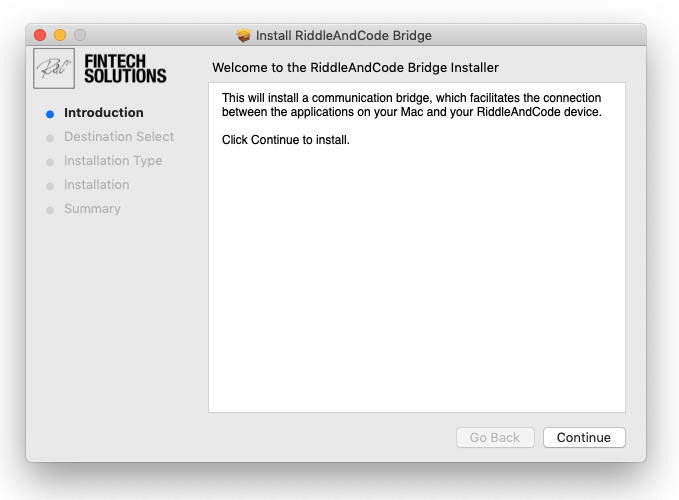 Install RiddleAndCode Bridge
FINTECH
SOLUTIONS
Welcome to the RiddleAndCode Bridge Installer
Introduction
Destination Select
Installation Type
Installation
Summary
This will install a communication bridge, which facilitates the connection
between the applications on your Mac and your RiddleAndCode device.
Click Continue to install.
Go Back
Continue